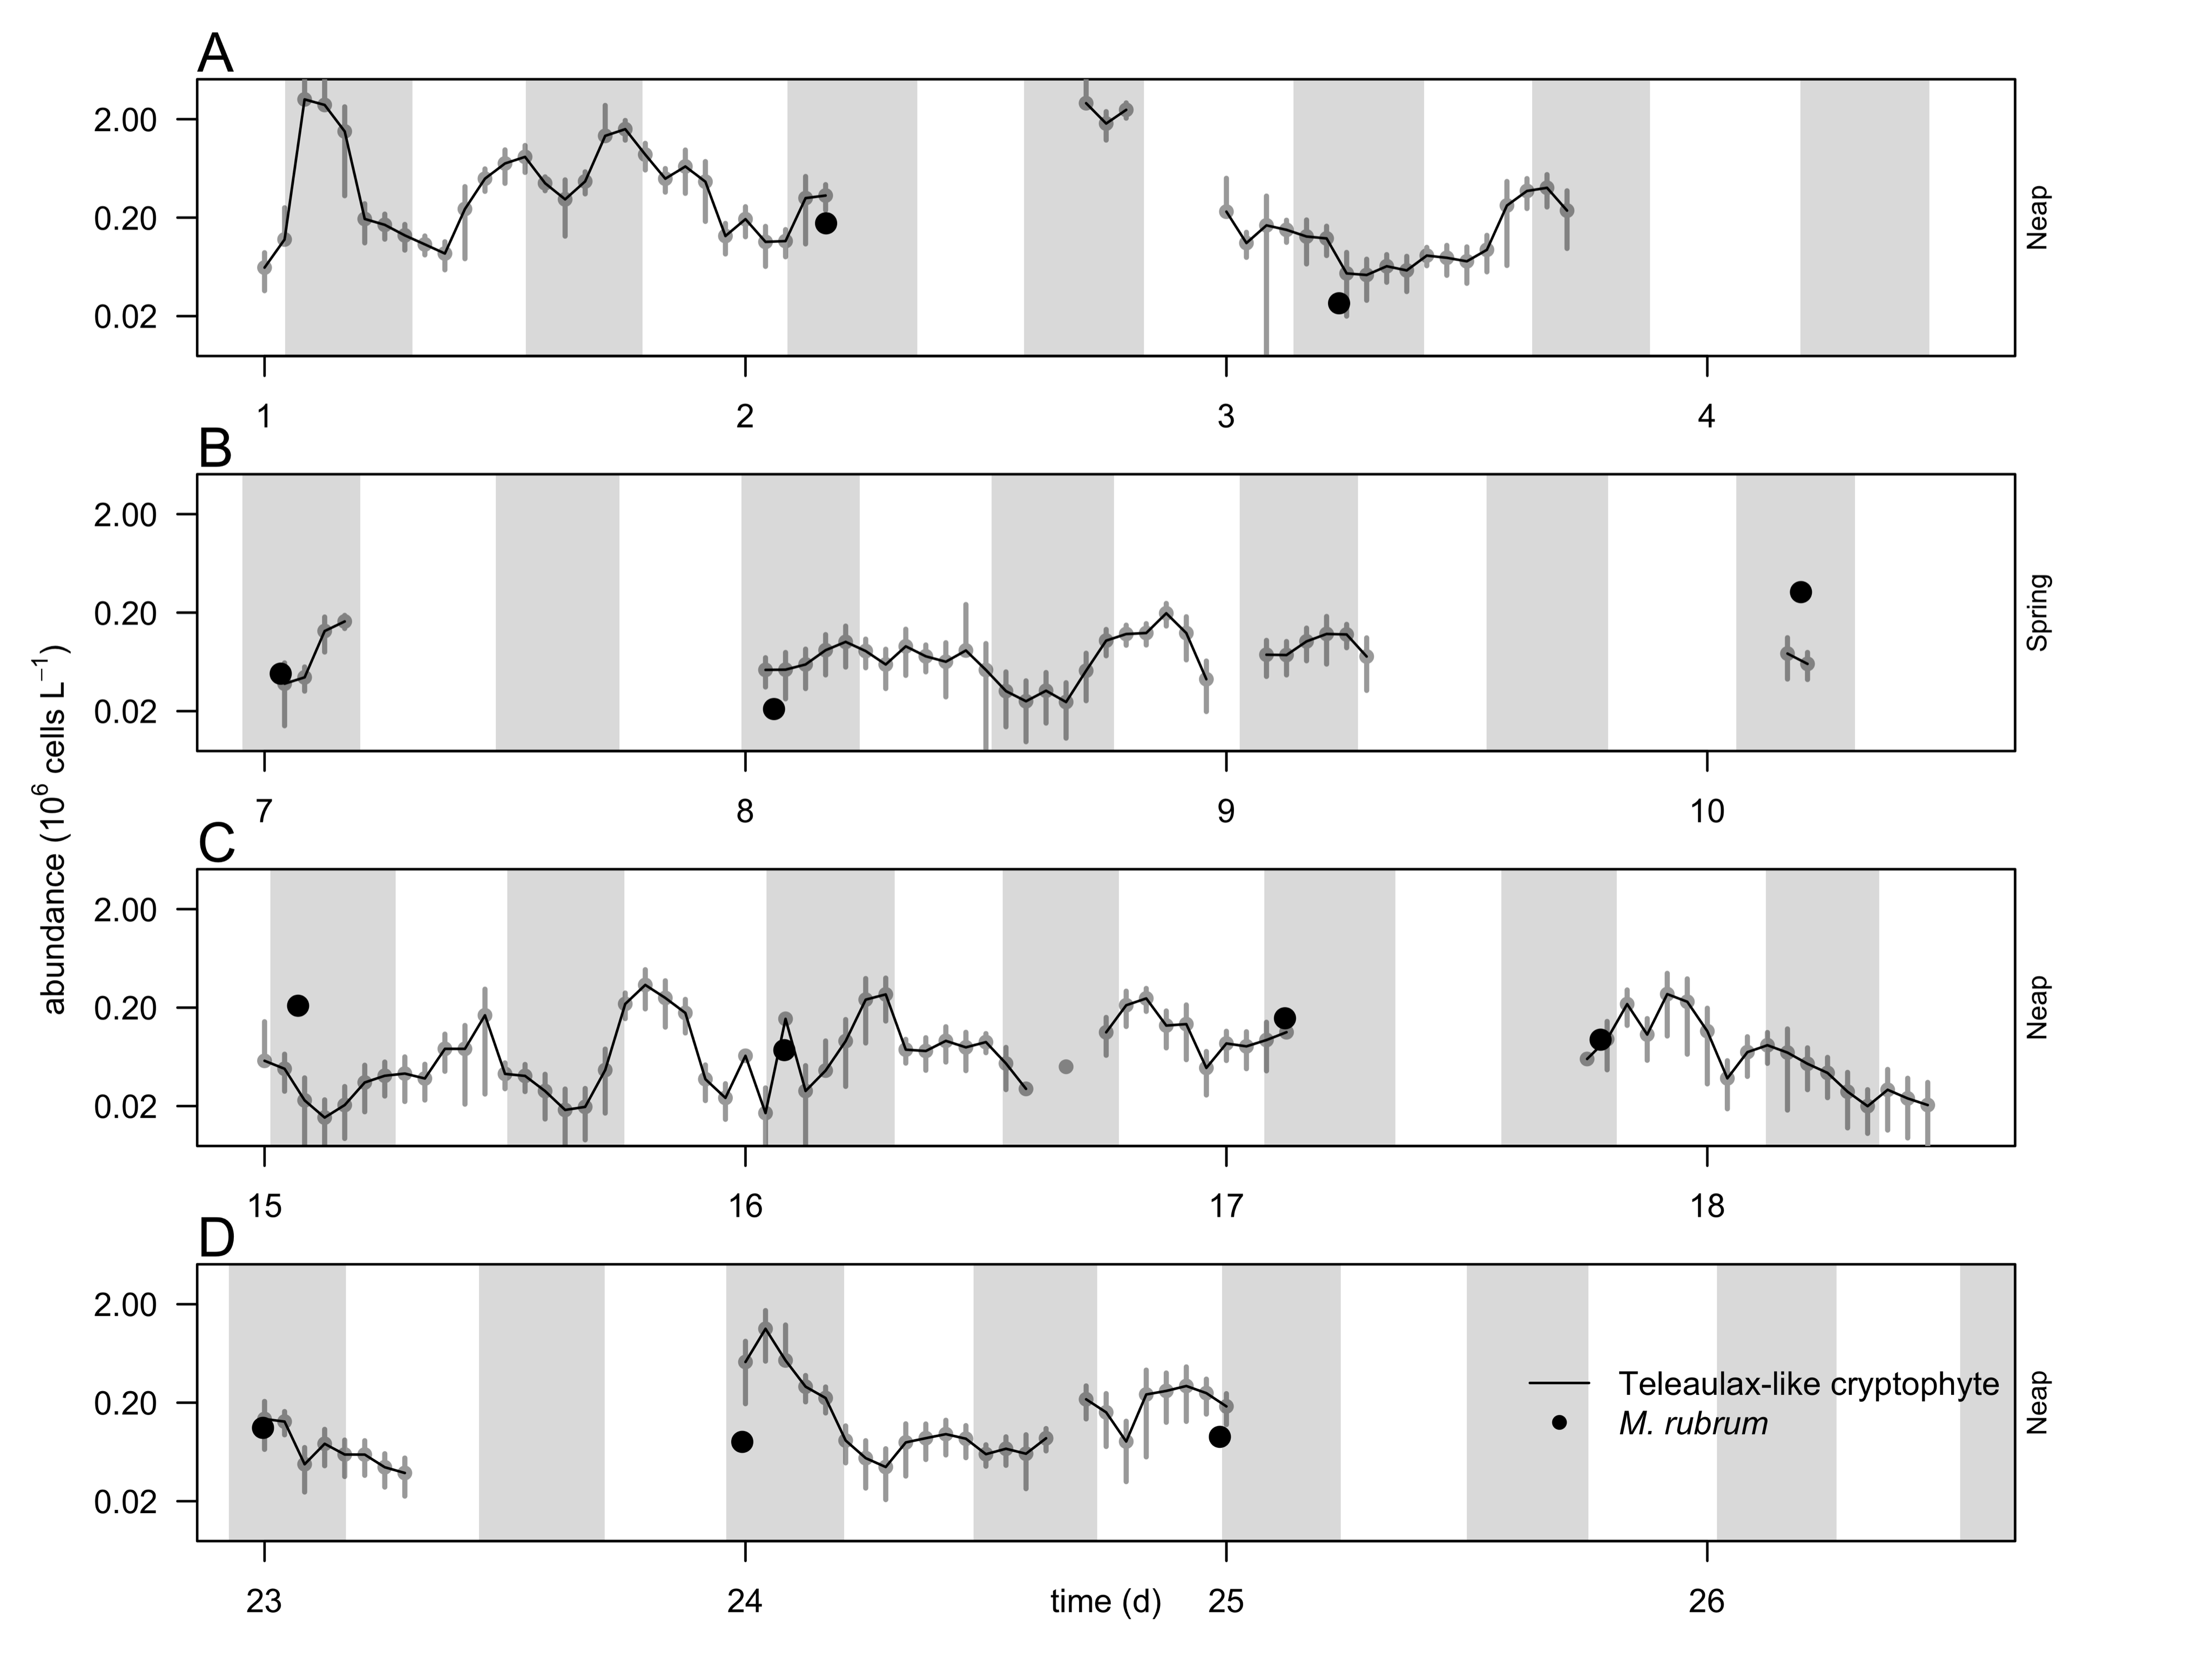 A
2.00
0.20
0.02
Neap
1 2 3 4
B
2.00
0.20
0.02
Spring
7 8 9 10
abundance (10⁶ cells L⁻¹)
C
2.00
0.20
0.02
Neap
15 16 17 18
D
2.00
0.20
0.02
Teleaulax-like cryptophyte
M. rubrum
Neap
23 24 25 26
time (d)